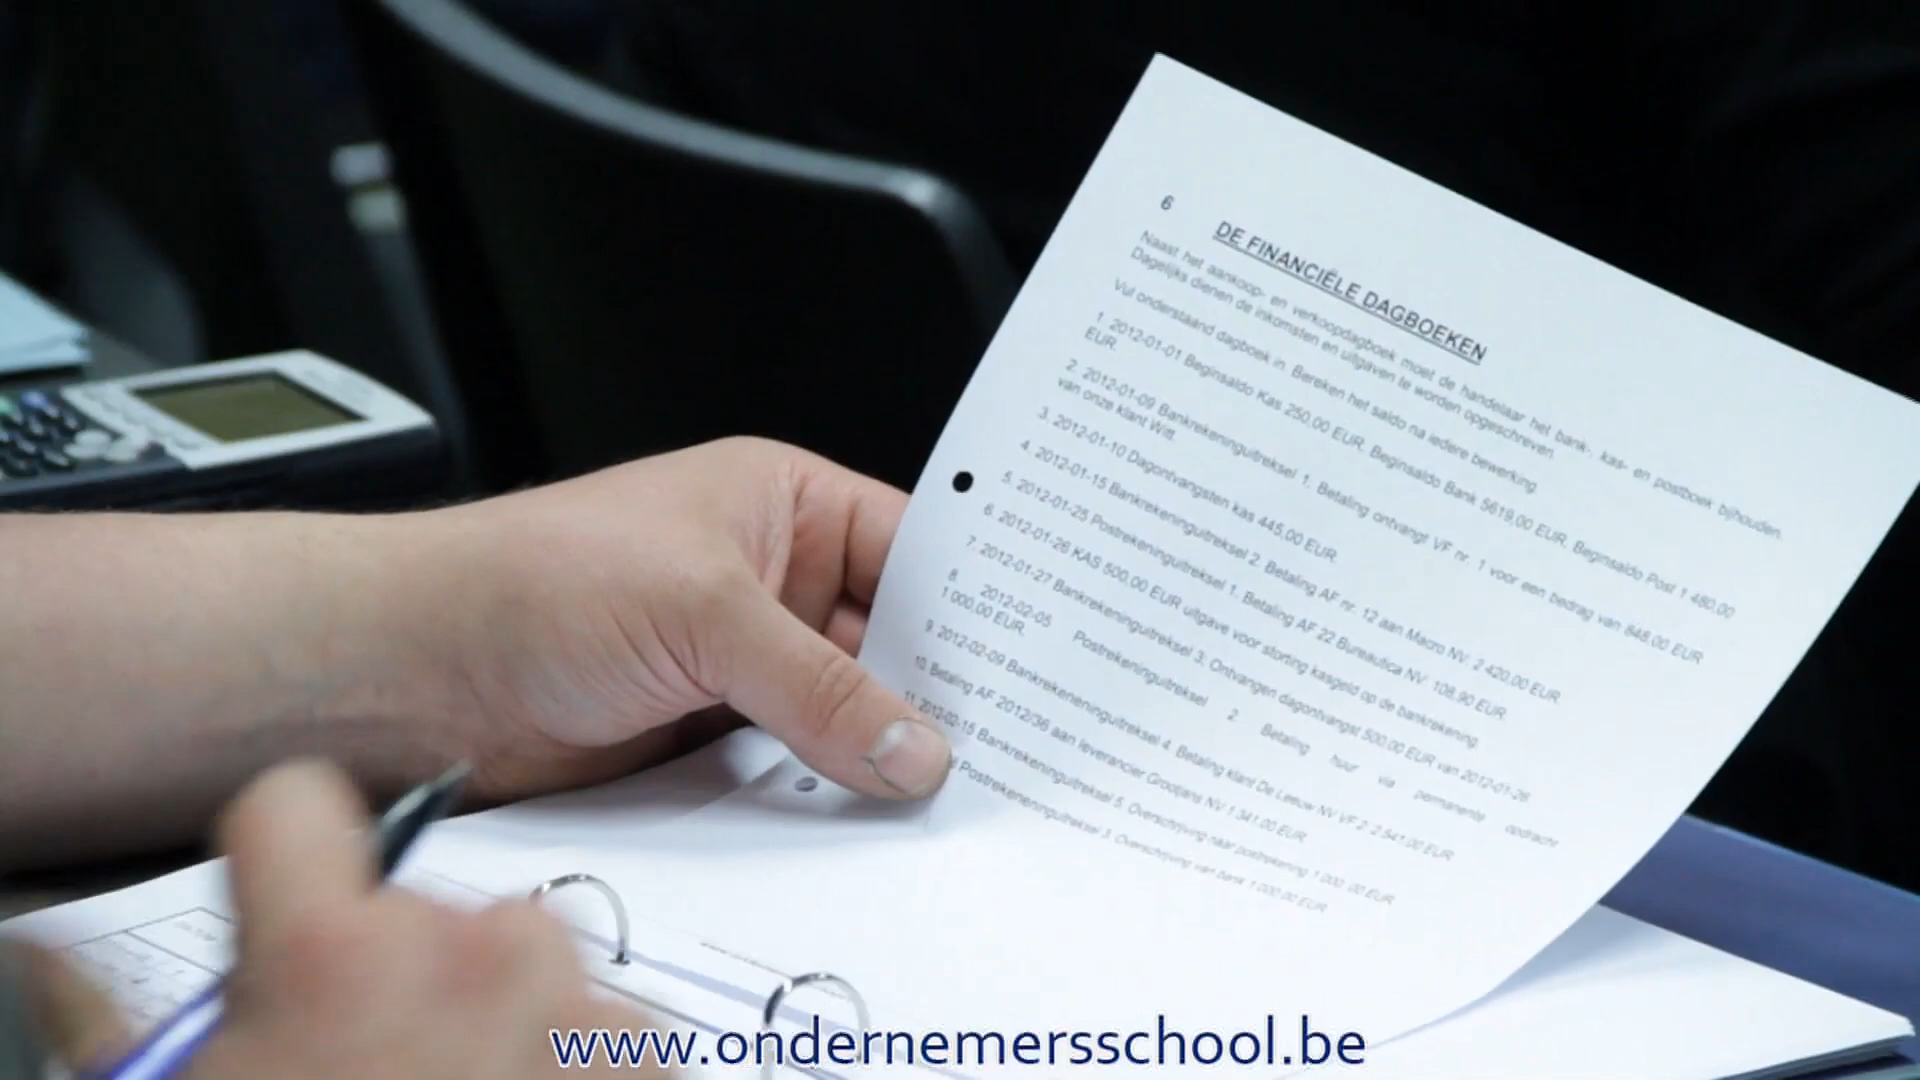 6 DE FINANCIËLE DAGBOEKEN
Naast het aankoop- en verkoopdagboek moet de handelaar het bank-, kas- en postboek bijhouden.
Dagelijks dienen de inkomsten en uitgaven te worden opgeschreven.
Vul onderstaand dagboek in. Bereken het saldo na iedere bewerking.
1. 2012-01-01 Beginsaldo Kas 250,00 EUR. Beginsaldo Bank 5619,00 EUR. Beginsaldo Post 1 480,00
EUR.
2. 2012-01-09 Bankrekeninguitreksel 1. Betaling ontvangt VF nr. 1 voor een bedrag van 848,00 EUR
van onze klant Witt.
3. 2012-01-10 Dagontvangsten kas 445,00 EUR.
4. 2012-01-15 Bankrekeninguitreksel 2. Betaling AF nr. 12 aan Macro NV. 2 420,00 EUR.
5. 2012-01-25 Postrekeninguitreksel 1. Betaling AF 22 Bureautica NV 108,90 EUR.
6. 2012-01-26 KAS 500,00 EUR uitgave voor storting kasgeld op de bankrekening.
7. 2012-01-27 Bankrekeninguitreksel 3. Ontvangen dagontvangst 500,00 EUR van 2012-01-26.
8. 2012-02-05 Postrekeninguitreksel 2 Betaling huur via permanente opdracht
1 000,00 EUR.
9. 2012-02-09 Bankrekeneninguitreksel 4. Betaling klant De Leeuw NV VF 2: 2 541,00 EUR
10. Betaling AF 2012/36 aan leverancier Grootjans NV 1 341,00 EUR
11. 2012-02-15 Bankrekeninguitreksel 5. Overschrijving naar postrekening 1 000 ,00 EUR
Postrekeneninguitreksel 3. Overschrijving van bank 1 000,00 EUR
www.ondernemersschool.be